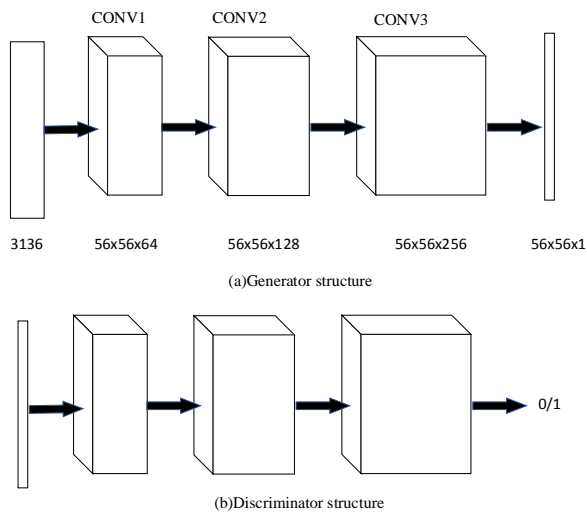 CONV1 CONV2 CONV3
3136 56x56x64 56x56x128 56x56x256 56x56x1
(a)Generator structure
0/1
(b)Discriminator structure